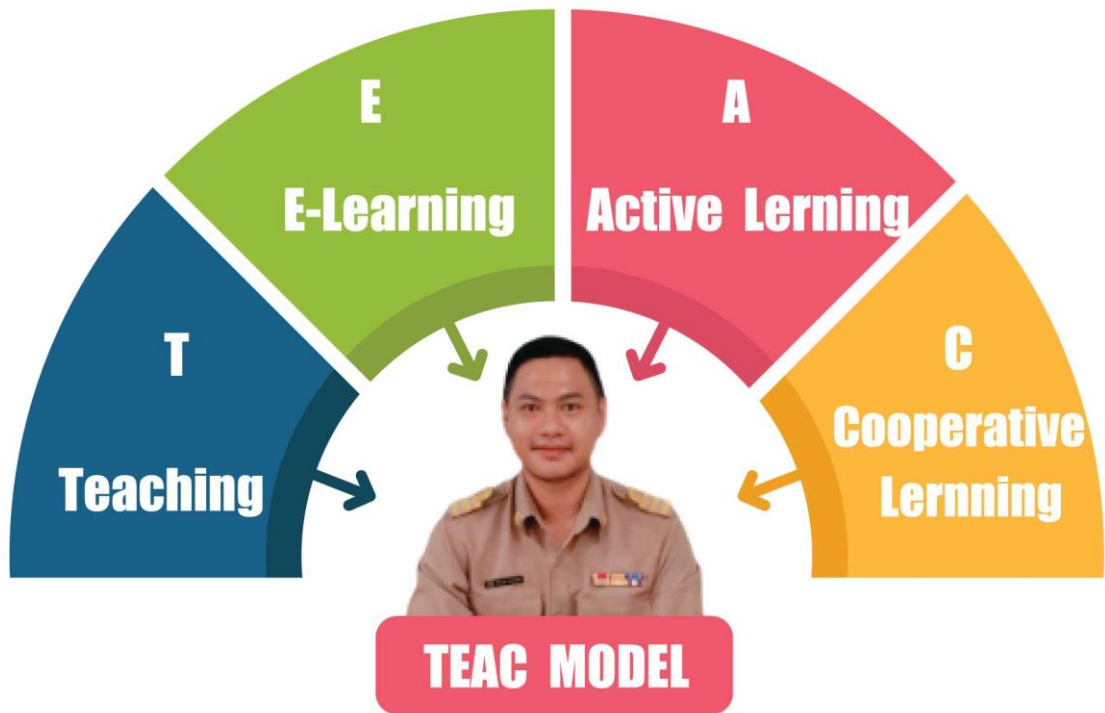 T
Teaching
E
E-Learning
A
Active Lerning
C
Cooperative
Lernning
TEAC MODEL